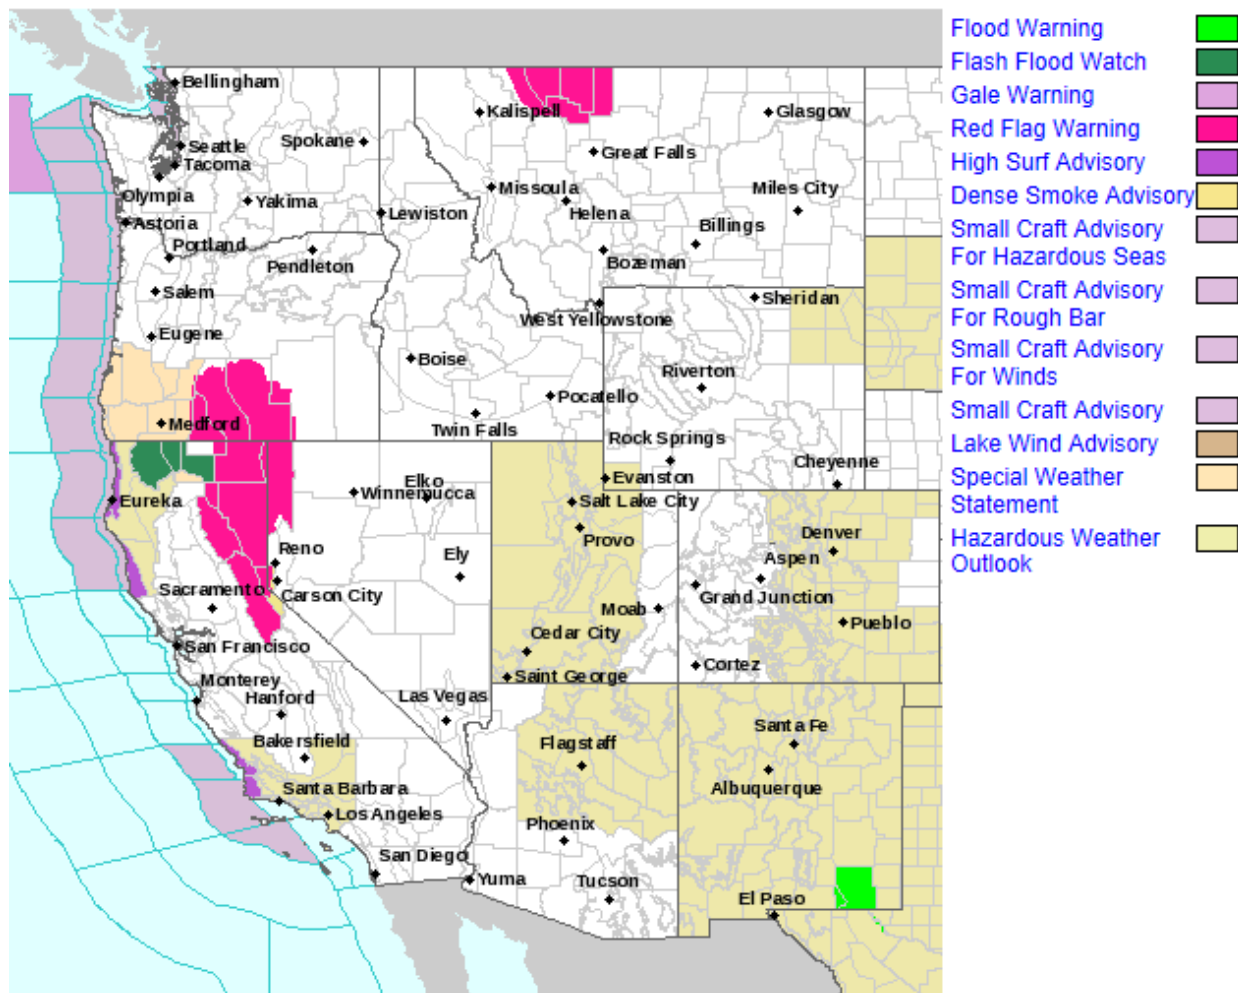 Bellingham
Kalispell
Glasgow
Seattle
Spokane
Tacoma
Great Falls
Olympia
Yakima
Missoula
Miles City
Astoria
Lewiston
Helena
Billings
Portland
Pendleton
Bozeman
Salem
Sheridan
Eugene
West Yellowstone
Boise
Riverton
Pocatello
Medford
Twin Falls
Rock Springs
Cheyenne
Eureka
Winnemucca
Elko
Evanston
Salt Lake City
Provo
Denver
Reno
Ely
Aspen
Sacramento
Carson City
Moab
Grand Junction
San Francisco
Cedar City
Pueblo
Monterey
Saint George
Cortez
Hanford
Las Vegas
Bakersfield
Flagstaff
Santa Fe
Santa Barbara
Albuquerque
Los Angeles
Phoenix
San Diego
Yuma
Tucson
El Paso
Flood Warning
Flash Flood Watch
Gale Warning
Red Flag Warning
High Surf Advisory
Dense Smoke Advisory
Small Craft Advisory
For Hazardous Seas
Small Craft Advisory
For Rough Bar
Small Craft Advisory
For Winds
Small Craft Advisory
Lake Wind Advisory
Special Weather
Statement
Hazardous Weather
Outlook